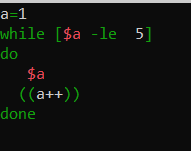 a=1
while [$a -le  5]
do
   $a
  ((a++))
done